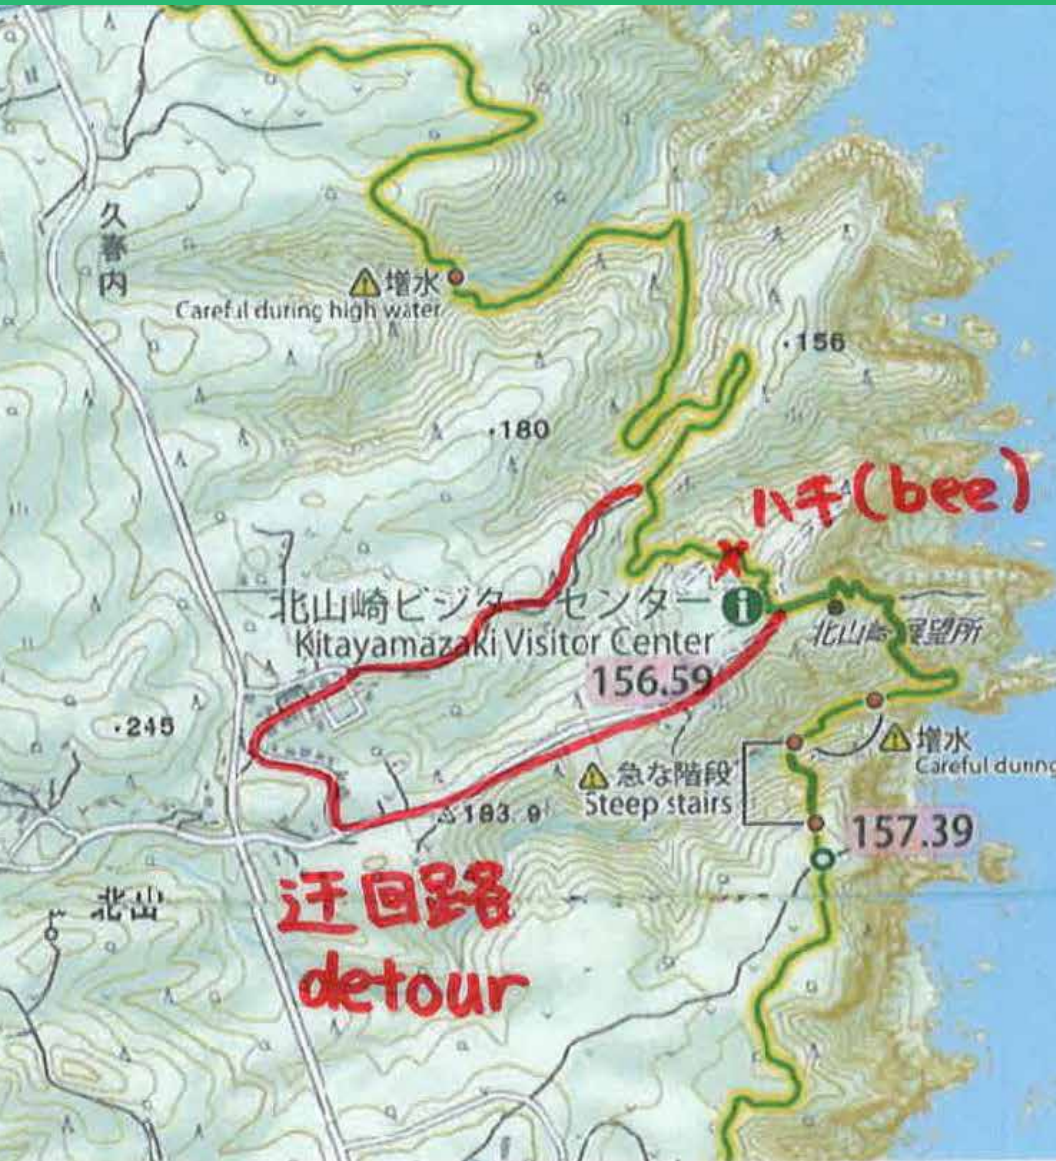 久喜内
増水
Careful during high water
156
180
ハチ(bee)
北山崎ビジターセンター
Kitayamazaki Visitor Center
北山崎展望所
156.59
245
増水
Careful during
急な階段
Steep stairs
183.9
157.39
北山
迂回路
detour